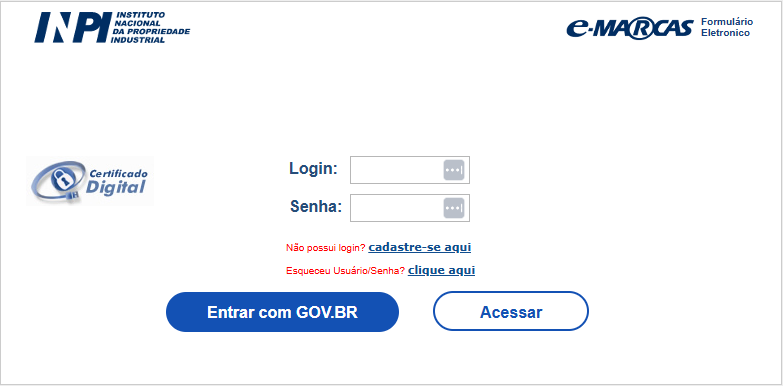 INPI INSTITUTO
NACIONAL
DA PROPRIEDADE
INDUSTRIAL
e-MARCAS Formulário
Eletronico
Certificado
Digital
Login:
Senha:
Não possui login? cadastre-se aqui
Esqueceu Usuário/Senha? clique aqui
Entrar com GOV.BR
Acessar